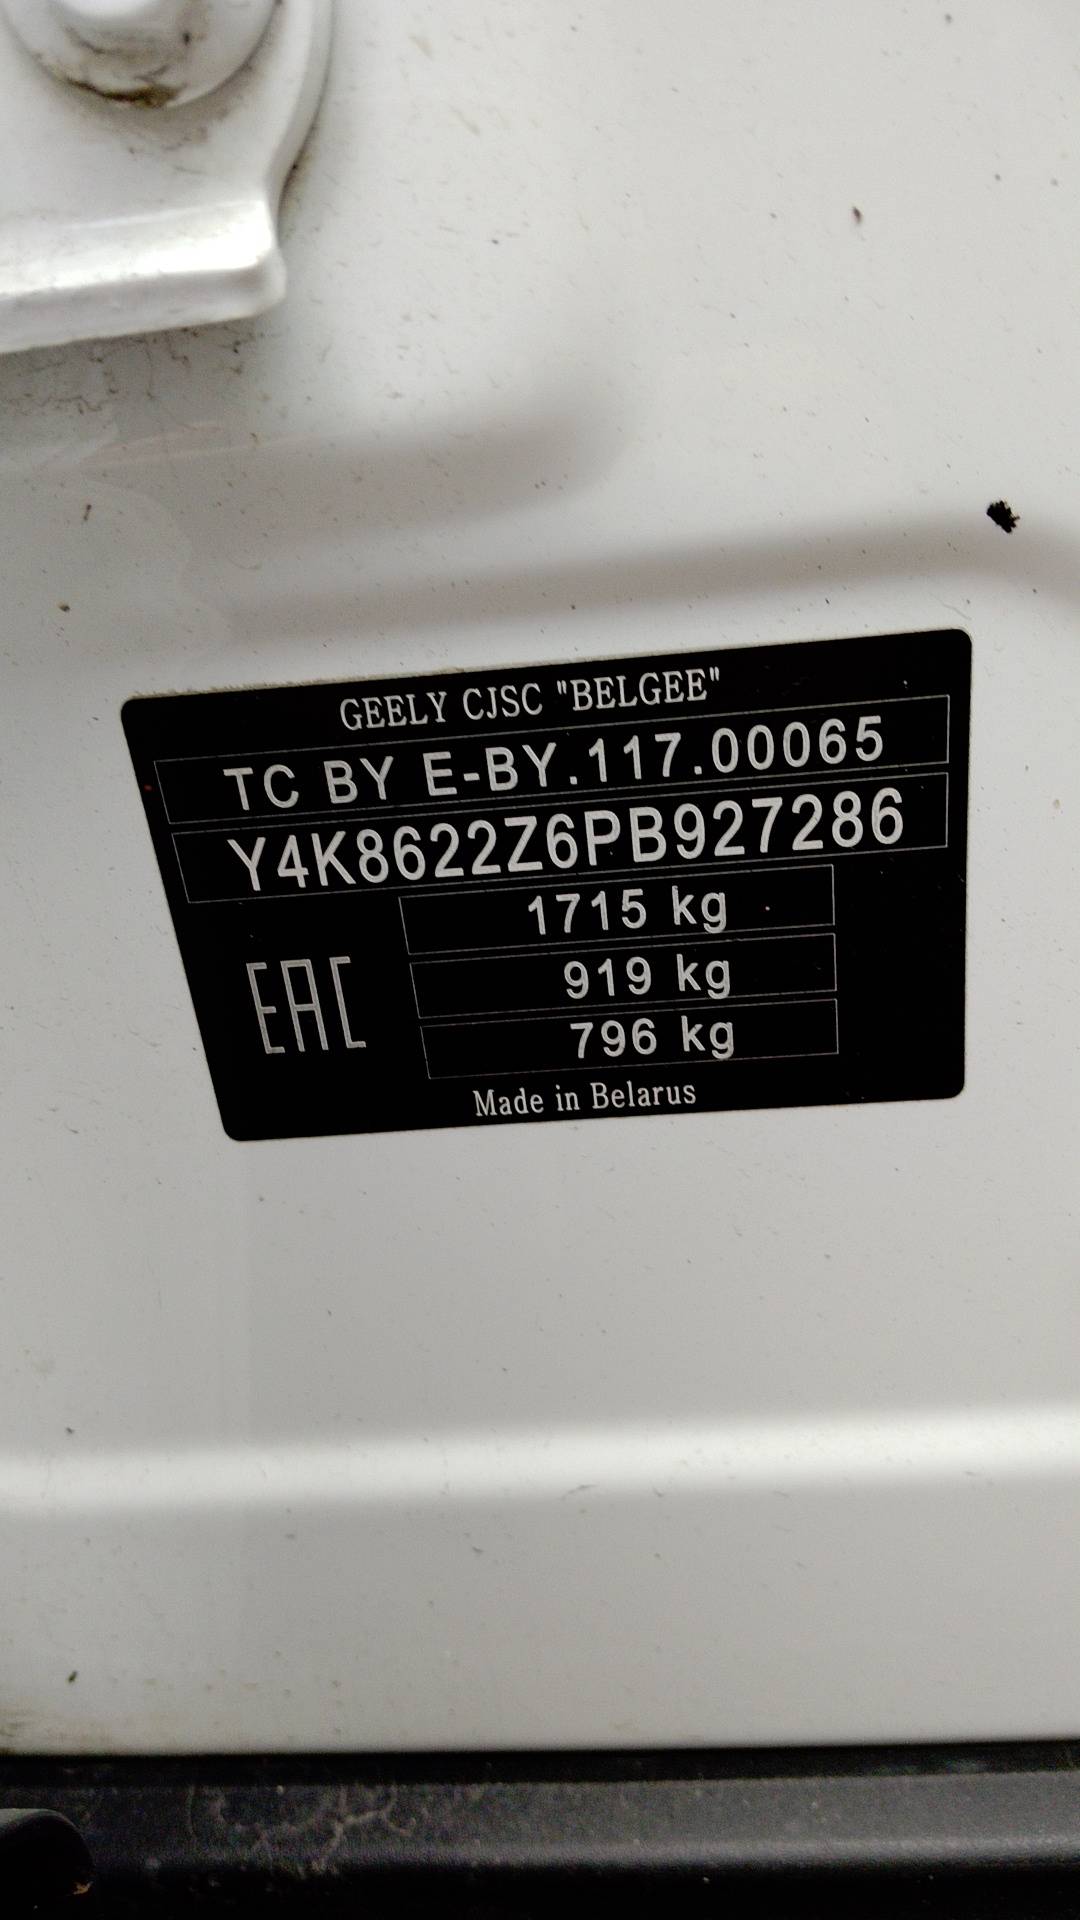 GEELY CJSC "BELGEE"
TC BY E-BY.117.00065
Y4K8622Z6PB927286
1715 kg
919 kg
EAC
796 kg
Made in Belarus